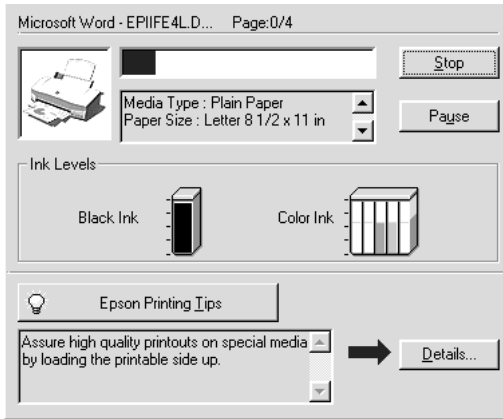 Microsoft Word - EPIIFE4L.D... Page:0/4
Stop
Media Type : Plain Paper
Paper Size : Letter 8 1/2 x 11 in
Pause
Ink Levels
Black Ink
Color Ink
Epson Printing Tips
Assure high quality printouts on special media
by loading the printable side up.
Details...